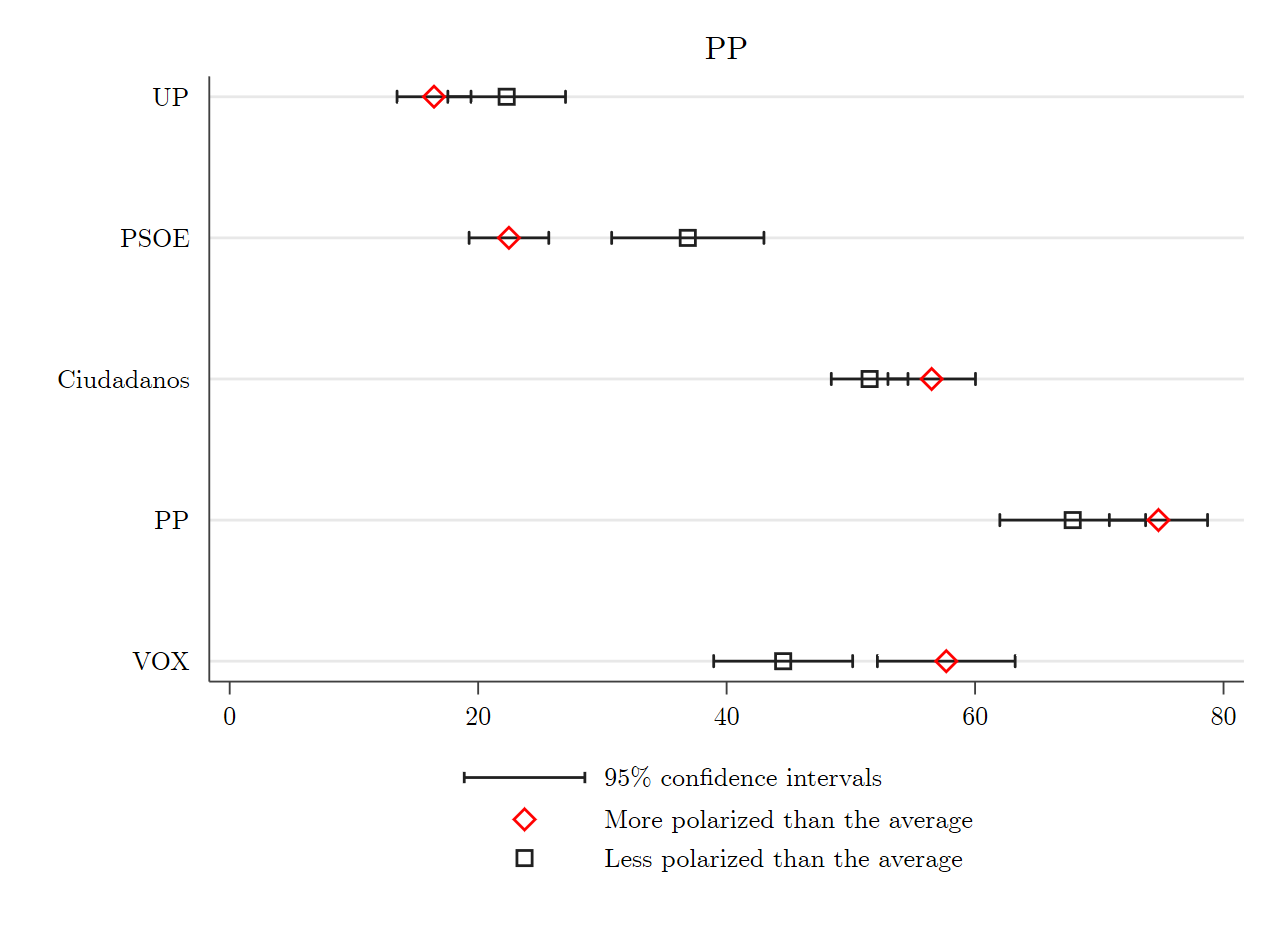 PP
UP
PSOE
Ciudadanos
PP
VOX
0 20 40 60 80
95% confidence intervals
More polarized than the average
Less polarized than the average